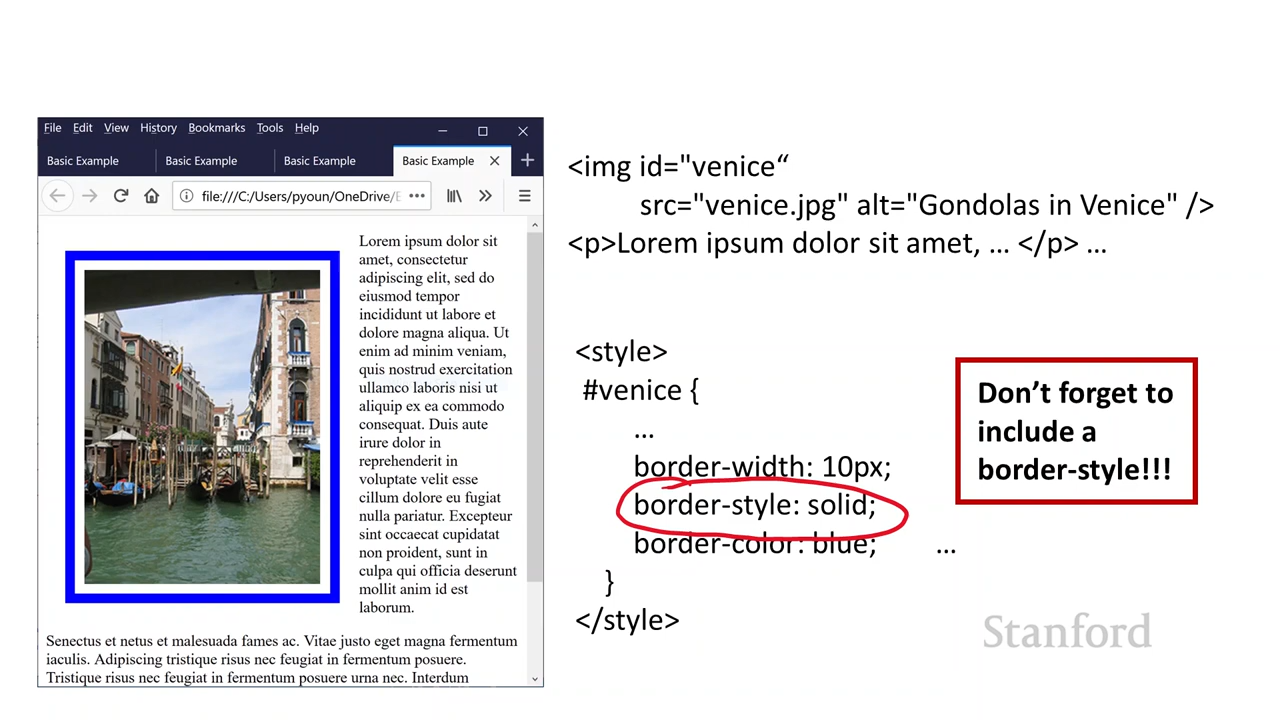 File Edit View History Bookmarks Tools Help
Basic Example Basic Example Basic Example Basic Example
file:///C:/Users/pyoun/OneDrive/E
Lorem ipsum dolor sit
amet, consectetur
adipiscing elit, sed do
eiusmod tempor
incididunt ut labore et
dolore magna aliqua. Ut
enim ad minim veniam,
quis nostrud exercitation
ullamco laboris nisi ut
aliquip ex ea commodo
consequat. Duis aute
irure dolor in
reprehenderit in
voluptate velit esse
cillum dolore eu fugiat
nulla pariatur. Excepteur
sint occaecat cupidatat
non proident, sunt in
culpa qui officia deserunt
mollit anim id est
laborum.
Senectus et netus et malesuada fames ac. Vitae justo eget magna fermentum
iaculis. Adipiscing tristique risus nec feugiat in fermentum posuere.
Tristique risus nec feugiat in fermentum posuere urna nec. Interdum
<img id="venice“
src="venice.jpg" alt="Gondolas in Venice" />
<p>Lorem ipsum dolor sit amet, … </p> …
<style>
#venice {
…
border-width: 10px;
border-style: solid;
border-color: blue; …
}
</style>
Don’t forget to
include a
border-style!!!
Stanford